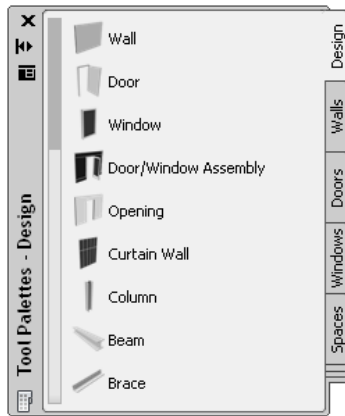 Tool Palettes - Design
Wall
Door
Window
Door/Window Assembly
Opening
Curtain Wall
Column
Beam
Brace
Design
Walls
Doors
Windows
Spaces